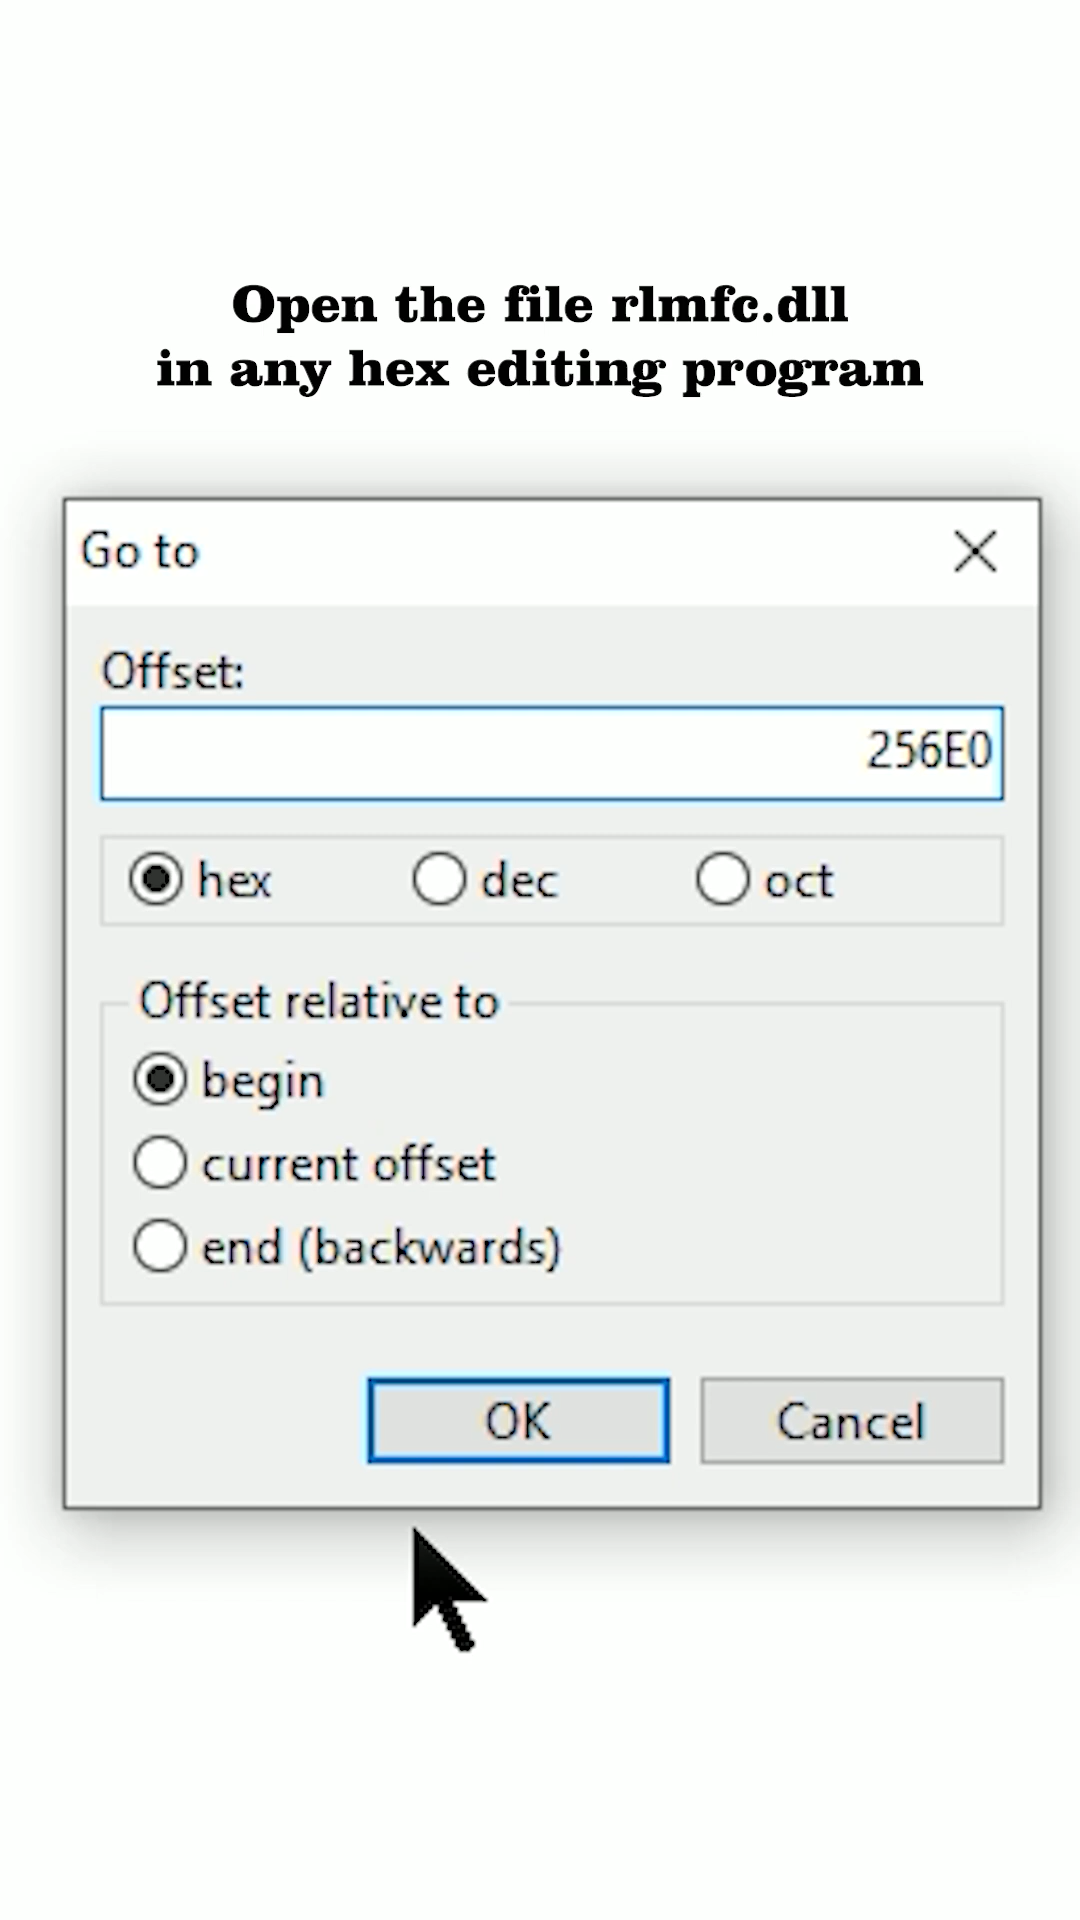 Open the file rlmfc.dll
in any hex editing program
Go to
Offset:
256E0
hex dec oct
Offset relative to
begin
current offset
end (backwards)
OK Cancel